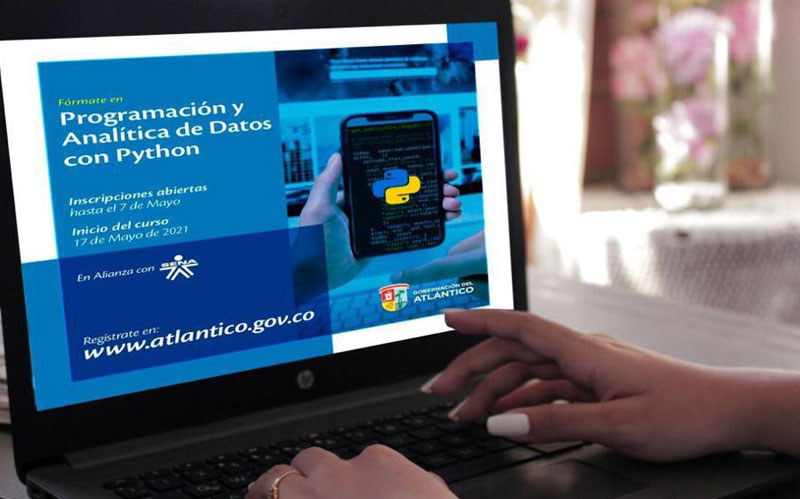 Fórmate en
Programación y
Analítica de Datos
con Python
Inscripciones abiertas
hasta el 7 de Mayo
Inicio del curso
17 de Mayo de 2021
En Alianza con SENA
Regístrate en:
www.atlantico.gov.co
GOBERNACIÓN DEL
ATLÁNTICO
hp